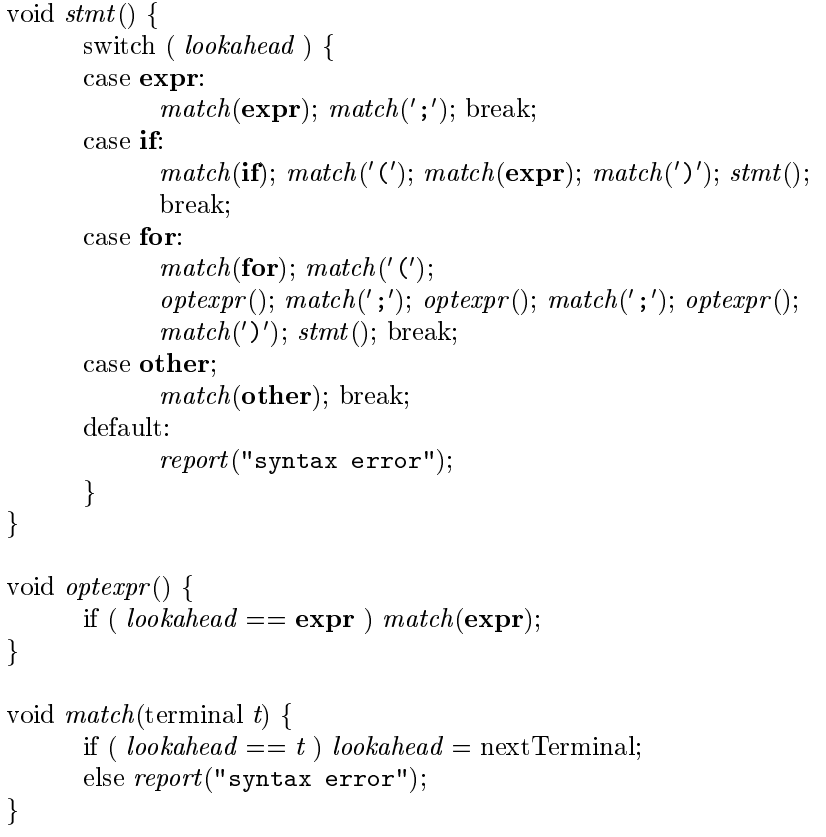 void stmt() {
switch ( lookahead ) {
case expr:
match(expr); match(';'); break;
case if:
match(if); match('('); match(expr); match(')'); stmt();
break;
case for:
match(for); match('(');
optexpr(); match(';'); optexpr(); match(';'); optexpr();
match(')'); stmt(); break;
case other;
match(other); break;
default:
report("syntax error");
}
}
void optexpr() {
if ( lookahead == expr ) match(expr);
}
void match(terminal t) {
if ( lookahead == t ) lookahead = nextTerminal;
else report("syntax error");
}